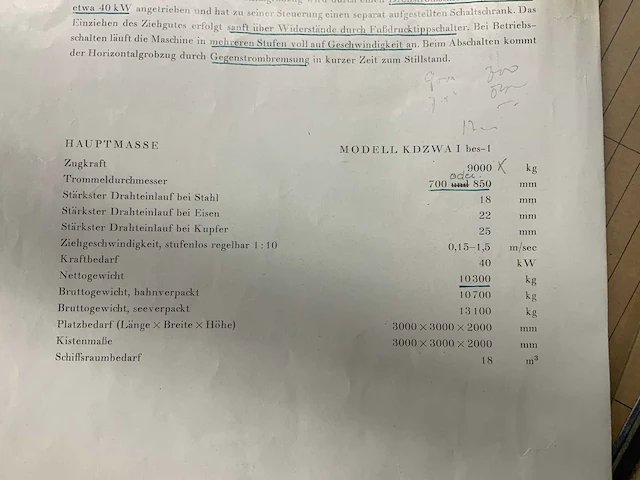 etwa 40 kW angetrieben und hat zu seiner Steuerung einen separat aufgestellten Schaltschrank. Das
Einziehen des Ziehgutes erfolgt sanft über Widerstände durch Fußdrucktippschalter. Bei Betriebs-
schalten läuft die Maschine in mehreren Stufen voll auf Geschwindigkeit an. Beim Abschalten kommt
der Horizontalgrobzug durch Gegenstrombremsung in kurzer Zeit zum Stillstand.
HAUPTMASSE MODELL KDZWA I bes-1
Zugkraft 9000 X kg
oder
Trommeldurchmesser 700 und 850 mm
Stärkster Drahteinlauf bei Stahl 18 mm
Stärkster Drahteinlauf bei Eisen 22 mm
Stärkster Drahteinlauf bei Kupfer 25 mm
Ziehgeschwindigkeit, stufenlos regelbar 1:10 0,15–1,5 m/sec
Kraftbedarf 40 kW
Nettogewicht 10300 kg
Bruttogewicht, bahnverpackt 10700 kg
Bruttogewicht, seeverpackt 13100 kg
Platzbedarf (Länge × Breite × Höhe) 3000 × 3000 × 2000 mm
Kistenmaße 3000 × 3000 × 2000 mm
Schiffsraumbedarf 18 m³